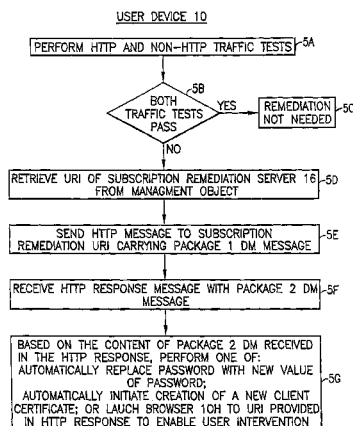 USER DEVICE 10
PERFORM HTTP AND NON-HTTP TRAFFIC TESTS
5A
5B
BOTH
TRAFFIC TESTS
PASS
YES
REMEDIATION
NOT NEEDED
5C
NO
RETRIEVE URI OF SUBSCRIPTION REMEDIATION SERVER 16
FROM MANAGMENT OBJECT
5D
SEND HTTP MESSAGE TO SUBSCRIPTION
REMEDIATION URI CARRYING PACKAGE 1 DM MESSAGE
5E
RECEIVE HTTP RESPONSE MESSAGE WITH PACKAGE 2 DM
MESSAGE
5F
BASED ON THE CONTENT OF PACKAGE 2 DM RECEIVED
IN THE HTTP RESPONSE, PERFORM ONE OF:
AUTOMATICALLY REPLACE PASSWORD WITH NEW VALUE
OF PASSWORD;
AUTOMATICALLY INITIATE CREATION OF A NEW CLIENT
CERTIFICATE; OR LAUCH BROWSER 10H TO URI PROVIDED
IN HTTP RESPONSE TO ENABLE USER INTERVENTION
5G